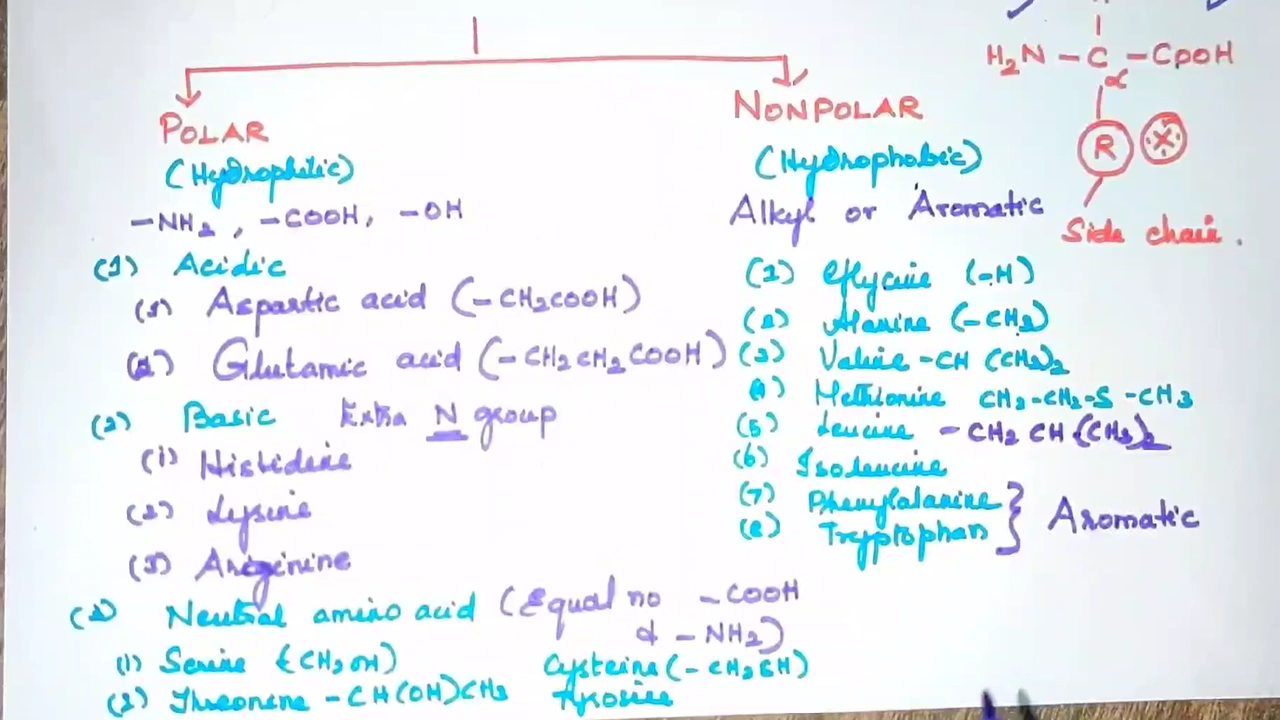 POLAR
(Hydrophilic)
-NH2, -COOH, -OH
(1) Acidic
(1) Aspartic acid (-CH2COOH)
(2) Glutamic acid (-CH2CH2COOH)
(2) Basic Extra N group
(1) Histidine
(2) Lysine
(3) Arginine
(3) Neutral amino acid (Equal no -COOH
& -NH2)
(1) Serine (-CH2OH) Cysteine (-CH2SH)
(2) Threonine -CH(OH)CH3 Tyrosine
NONPOLAR
(Hydrophobic)
Alkyl or Aromatic
(1) Glycine (-H)
(2) Alanine (-CH3)
(3) Valine -CH (CH3)2
(4) Methionine CH2-CH2-S-CH3
(5) Leucine -CH2 CH (CH3)2
(6) Isoleucine
(7) Phenylalanine
(8) Tryptophan } Aromatic
H2N - C - COOH
α
R
Side chain.